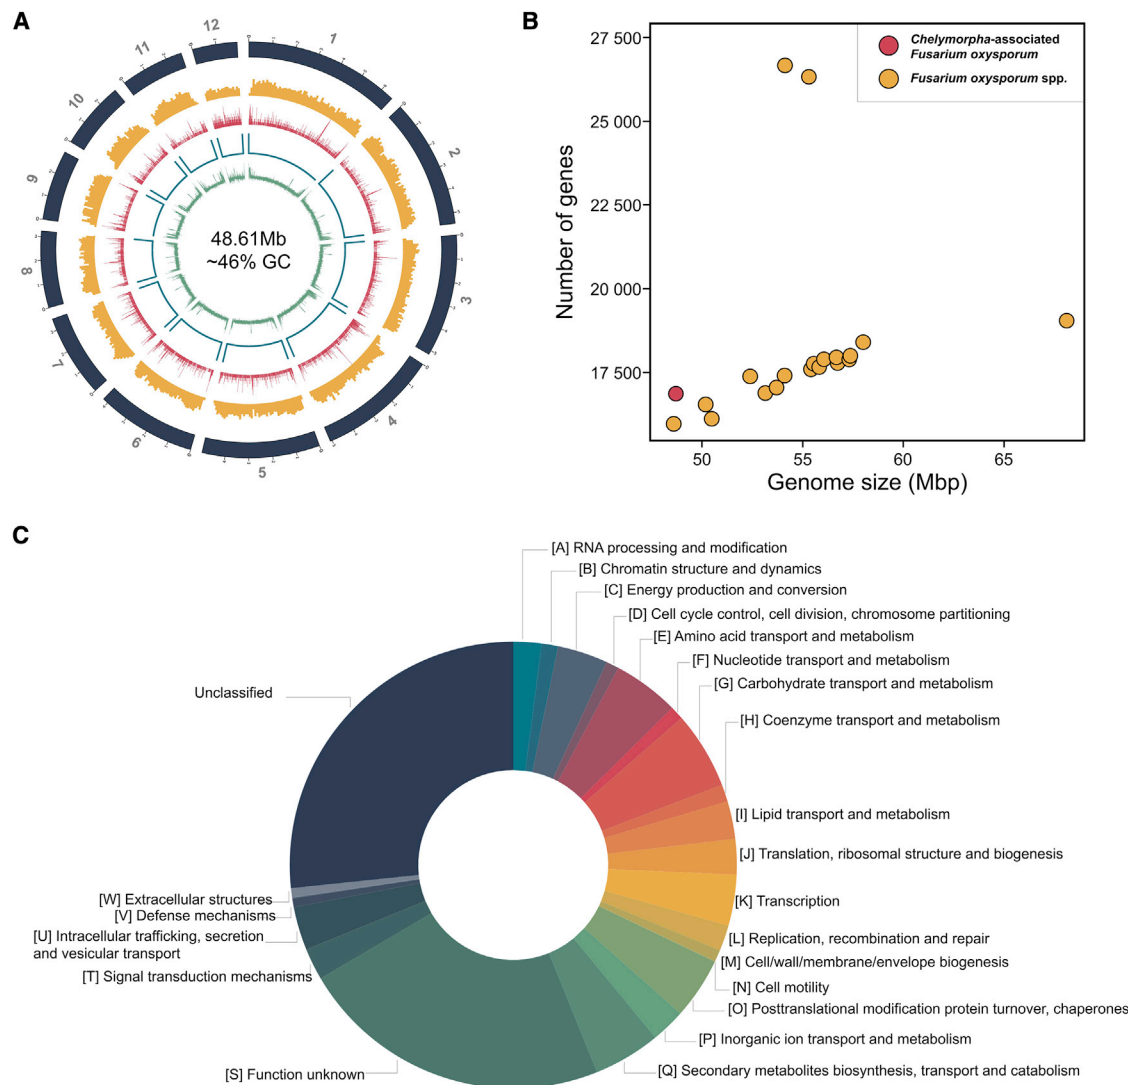 A
1
2
3
4
5
6
7
8
9
10
11
12
48.61Mb
~46% GC
B
Chelymorpha-associated
Fusarium oxysporum
Fusarium oxysporum spp.
Number of genes
27 500
25 000
22 500
20 000
17 500
50
55
60
65
Genome size (Mbp)
C
[A] RNA processing and modification
[B] Chromatin structure and dynamics
[C] Energy production and conversion
[D] Cell cycle control, cell division, chromosome partitioning
[E] Amino acid transport and metabolism
[F] Nucleotide transport and metabolism
[G] Carbohydrate transport and metabolism
[H] Coenzyme transport and metabolism
[I] Lipid transport and metabolism
[J] Translation, ribosomal structure and biogenesis
[K] Transcription
[L] Replication, recombination and repair
[M] Cell/wall/membrane/envelope biogenesis
[N] Cell motility
[O] Posttranslational modification protein turnover, chaperones
[P] Inorganic ion transport and metabolism
[Q] Secondary metabolites biosynthesis, transport and catabolism
[S] Function unknown
[T] Signal transduction mechanisms
[U] Intracellular trafficking, secretion
and vesicular transport
[V] Defense mechanisms
[W] Extracellular structures
Unclassified